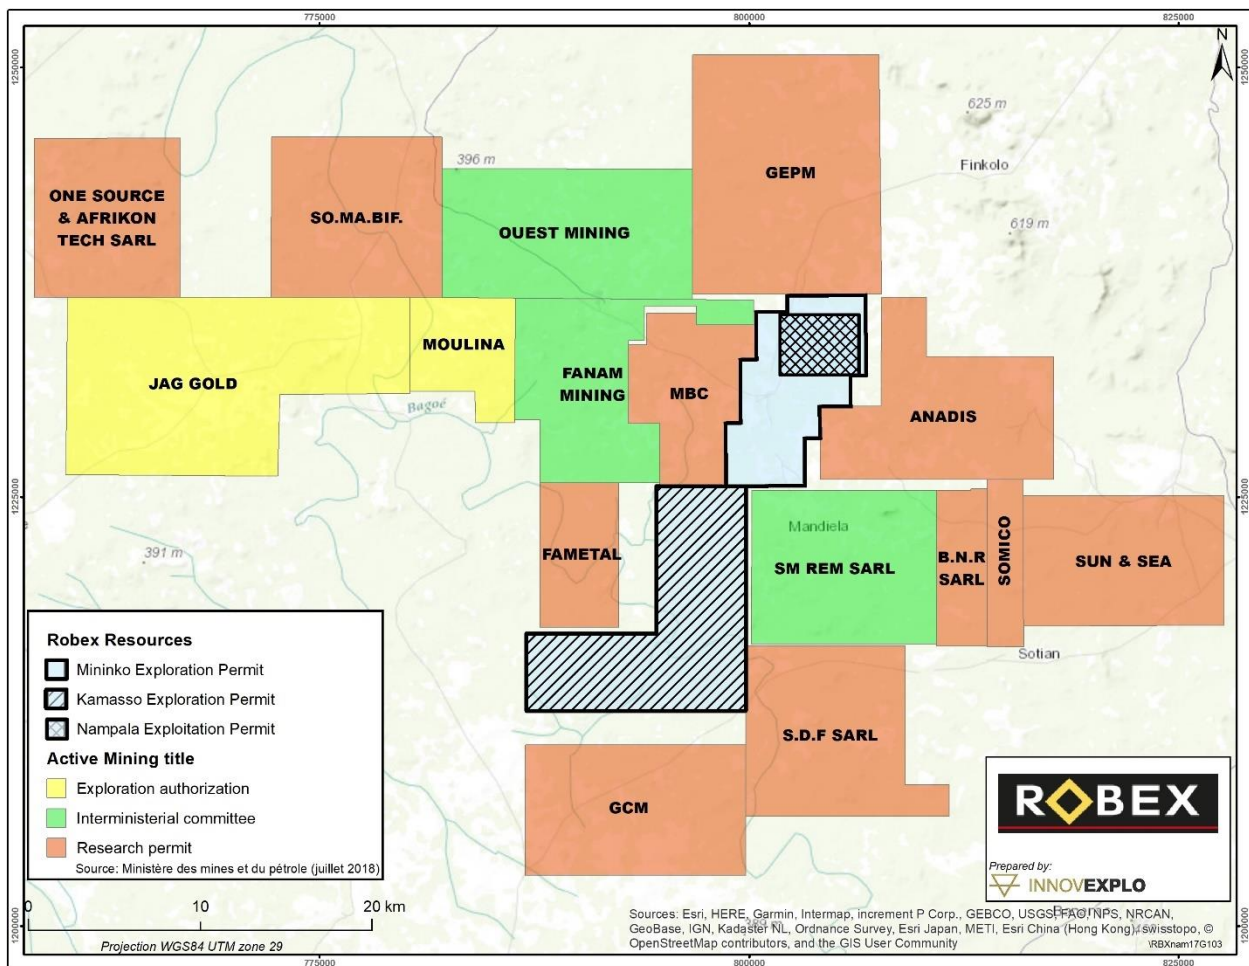 775000
800000
825000
N
1250000
1250000
625 m
396 m
Finkolo
GEPM
ONE SOURCE
& AFRIKON
TECH SARL
SO.MA.BIF.
OUEST MINING
619 m
MOULINA
JAG GOLD
FANAM
MINING
MBC
Bagoé
ANADIS
1225000
1225000
Mandiela
391 m
FAMETAL
SM REM SARL
B.N.R
SARL
SOMICO
SUN & SEA
Sotian
S.D.F SARL
GCM
Robex Resources
Mininko Exploration Permit
Kamasso Exploration Permit
Nampala Exploitation Permit
Active Mining title
Exploration authorization
Interministerial committee
Research permit
Source: Ministère des mines et du pétrole (juillet 2018)
ROBEX
Prepared by:
INNOVEXPLO
0 10 20 km
Projection WGS84 UTM zone 29
Sources: Esri, HERE, Garmin, Intermap, increment P Corp., GEBCO, USGS, FAO, NPS, NRCAN,
GeoBase, IGN, Kadaster NL, Ordnance Survey, Esri Japan, METI, Esri China (Hong Kong), swisstopo, ©
OpenStreetMap contributors, and the GIS User Community
\RBXnam17G103
1200000
1200000
775000
800000
825000